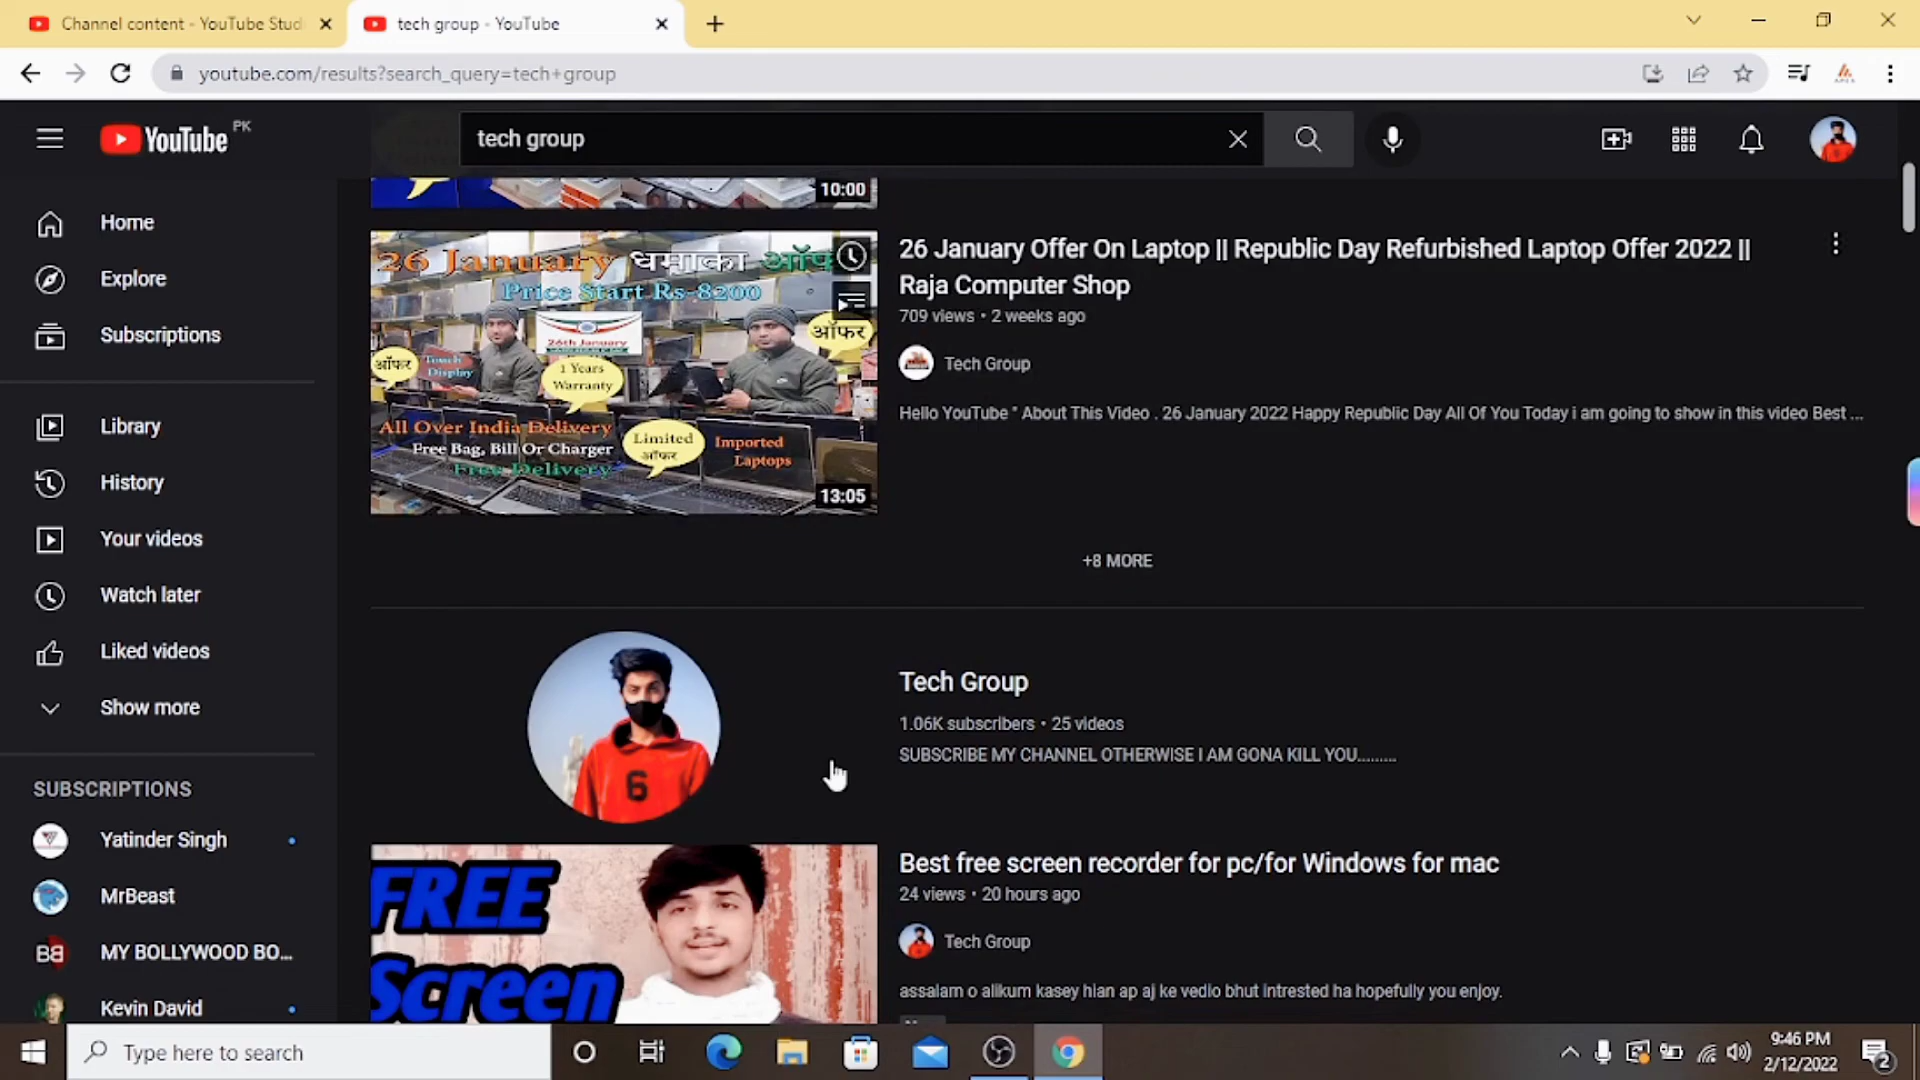 Channel content - YouTube Stud
tech group - YouTube
youtube.com/results?search_query=tech+group
YouTube PK
tech group
Home
Explore
Subscriptions
Library
History
Your videos
Watch later
Liked videos
Show more
SUBSCRIPTIONS
Yatinder Singh
MrBeast
MY BOLLYWOOD BO...
Kevin David
10:00
26 January धमाका ऑफ
Price Start Rs-8200
26th January
ऑफर
ऑफर
Touch
Display
1 Years
Warranty
All Over India Delivery
Free Bag, Bill Or Charger
Free Delivery
Limited
ऑफर
Imported
Laptops
13:05
26 January Offer On Laptop || Republic Day Refurbished Laptop Offer 2022 ||
Raja Computer Shop
709 views • 2 weeks ago
Tech Group
Hello YouTube " About This Video . 26 January 2022 Happy Republic Day All Of You Today i am going to show in this video Best ...
+8 MORE
6
Tech Group
1.06K subscribers • 25 videos
SUBSCRIBE MY CHANNEL OTHERWISE I AM GONA KILL YOU.........
FREE
Screen
Best free screen recorder for pc/for Windows for mac
24 views • 20 hours ago
Tech Group
assalam o alikum kasey hian ap aj ke vedio bhut intrested ha hopefully you enjoy.
Type here to search
9:46 PM
2/12/2022
2